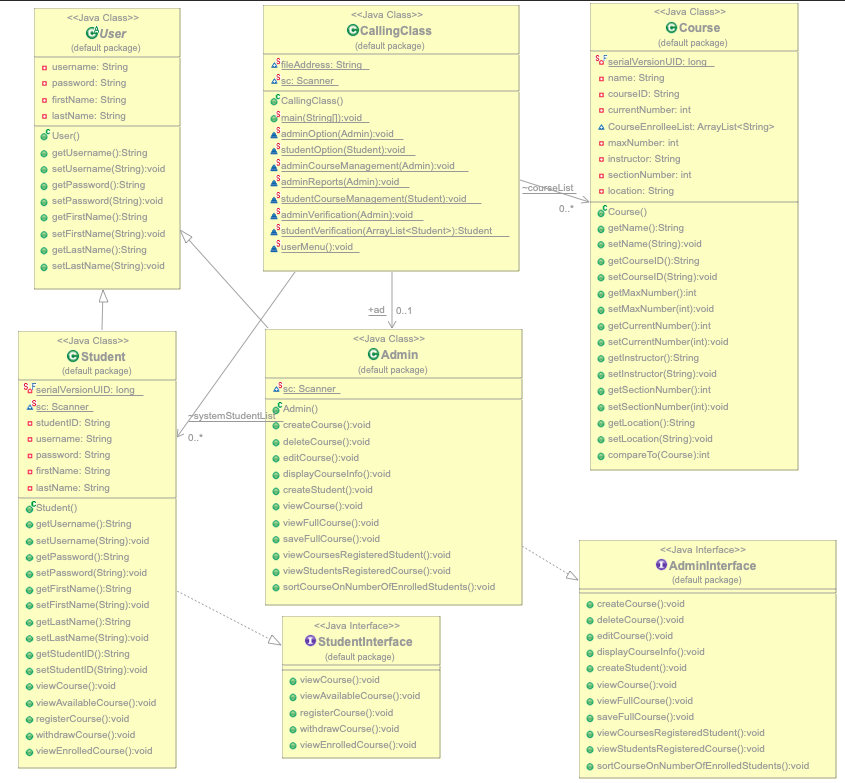 <<Java Class>>
User
(default package)
username: String
password: String
firstName: String
lastName: String
User()
getUsername():String
setUsername(String):void
getPassword():String
setPassword(String):void
getFirstName():String
setFirstName(String):void
getLastName():String
setLastName(String):void
<<Java Class>>
CallingClass
(default package)
fileAddress: String
sc: Scanner
CallingClass()
main(String[]):void
adminOption(Admin):void
studentOption(Student):void
adminCourseManagement(Admin):void
adminReports(Admin):void
studentCourseManagement(Student):void
adminVerification(Admin):void
studentVerification(ArrayList<Student>):Student
userMenu():void
~courseList
0..*
<<Java Class>>
Course
(default package)
serialVersionUID: long
name: String
courseID: String
currentNumber: int
CourseEnrolleeList: ArrayList<String>
maxNumber: int
instructor: String
sectionNumber: int
location: String
Course()
getName():String
setName(String):void
getCourseID():String
setCourseID(String):void
getMaxNumber():int
setMaxNumber(int):void
getCurrentNumber():int
setCurrentNumber(int):void
getInstructor():String
setInstructor(String):void
getSectionNumber():int
setSectionNumber(int):void
getLocation():String
setLocation(String):void
compareTo(Course):int
+ad
0..1
<<Java Class>>
Student
(default package)
serialVersionUID: long
sc: Scanner
studentID: String
username: String
password: String
firstName: String
lastName: String
Student()
getUsername():String
setUsername(String):void
getPassword():String
setPassword(String):void
getFirstName():String
setFirstName(String):void
getLastName():String
setLastName(String):void
getStudentID():String
setStudentID(String):void
viewCourse():void
viewAvailableCourse():void
registerCourse():void
withdrawCourse():void
viewEnrolledCourse():void
~systemStudentList
0..*
<<Java Class>>
Admin
(default package)
sc: Scanner
Admin()
createCourse():void
deleteCourse():void
editCourse():void
displayCourseInfo():void
createStudent():void
viewCourse():void
viewFullCourse():void
saveFullCourse():void
viewCoursesRegisteredStudent():void
viewStudentsRegisteredCourse():void
sortCourseOnNumberOfEnrolledStudents():void
<<Java Interface>>
StudentInterface
(default package)
viewCourse():void
viewAvailableCourse():void
registerCourse():void
withdrawCourse():void
viewEnrolledCourse():void
<<Java Interface>>
AdminInterface
(default package)
createCourse():void
deleteCourse():void
editCourse():void
displayCourseInfo():void
createStudent():void
viewCourse():void
viewFullCourse():void
saveFullCourse():void
viewCoursesRegisteredStudent():void
viewStudentsRegisteredCourse():void
sortCourseOnNumberOfEnrolledStudents():void